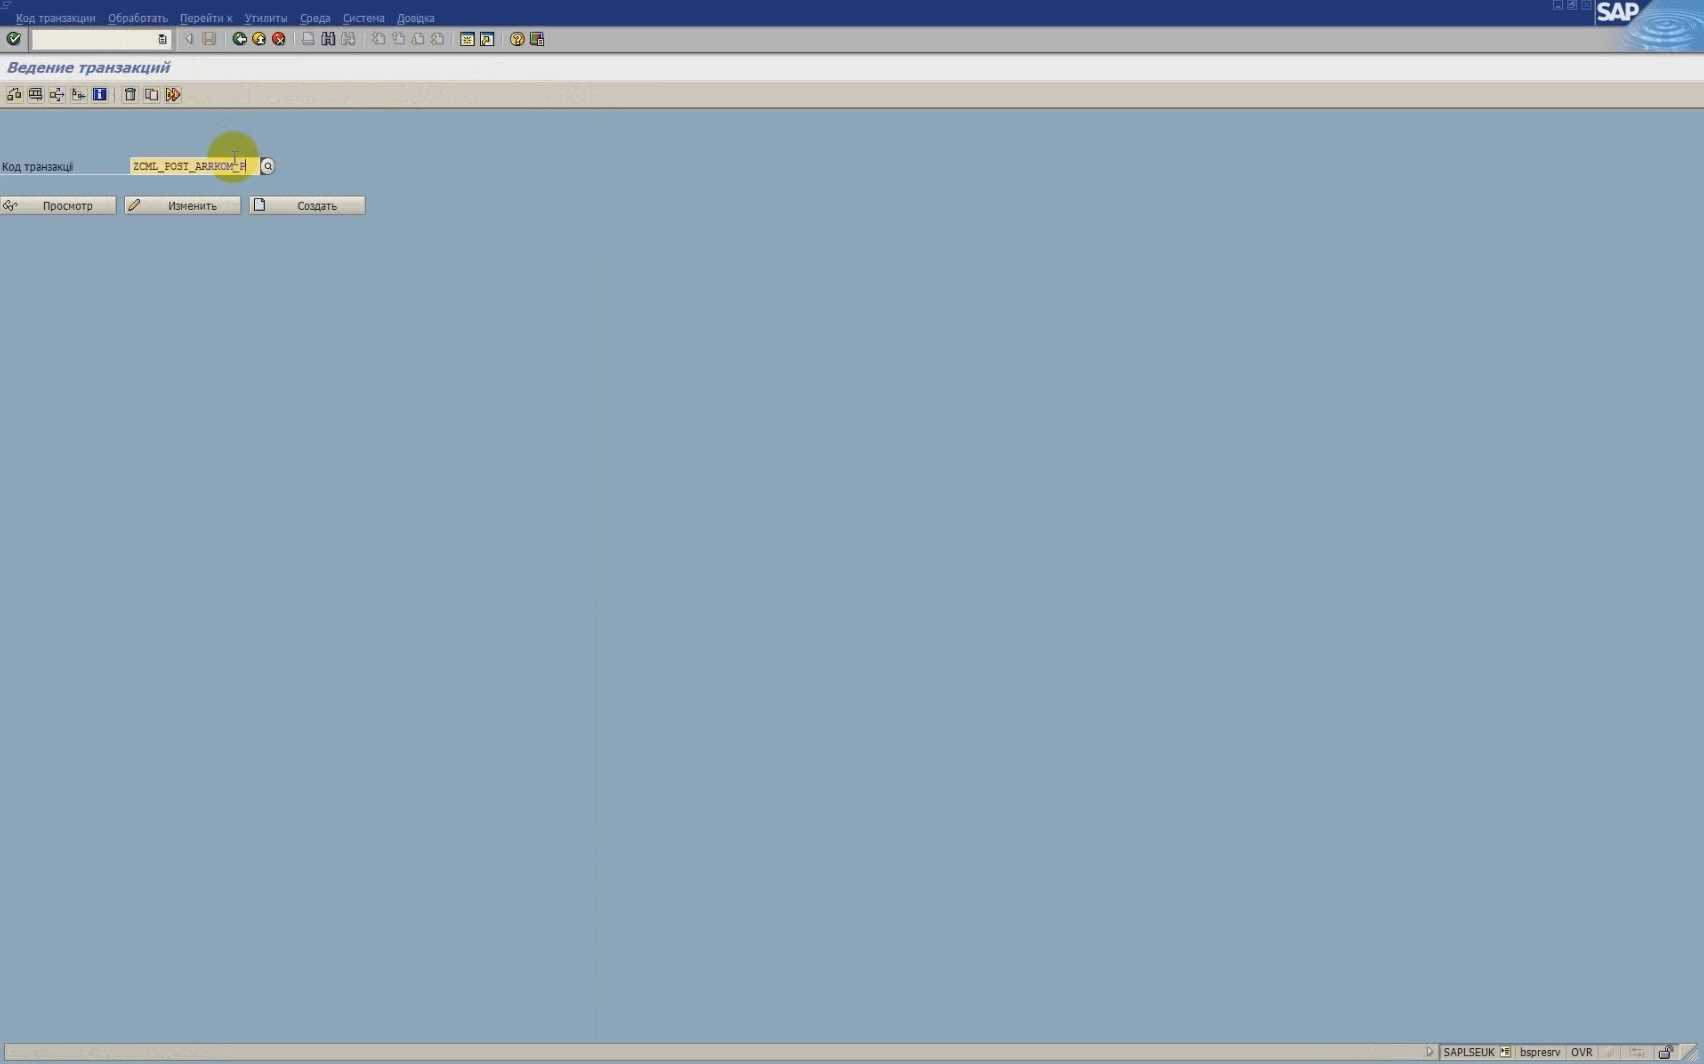 Код транзакции Обработать Перейти к Утилиты Среда Система Довідка
SAP
Ведение транзакций
Код транзакції ZCML_POST_ARRKOM_P
Просмотр Изменить Создать
SAPLSEUK bspresrv OVR